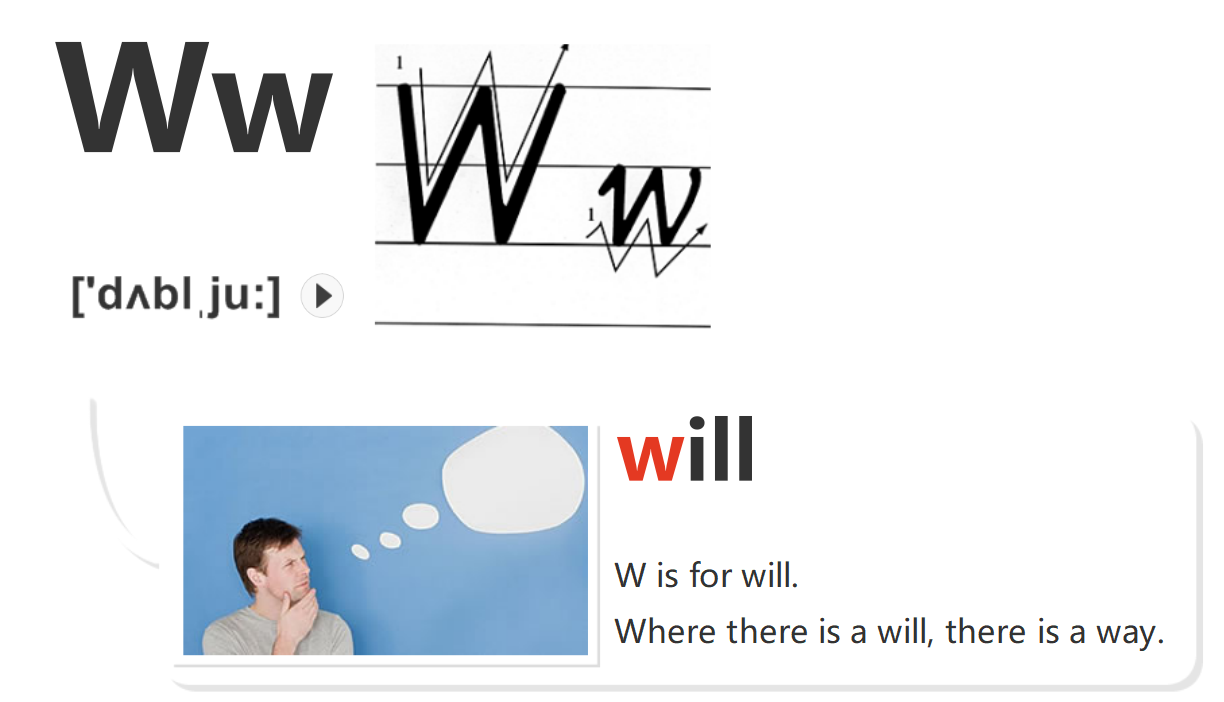 Ww
1
W w
1
['dʌblˌju:]
will
W is for will.
Where there is a will, there is a way.